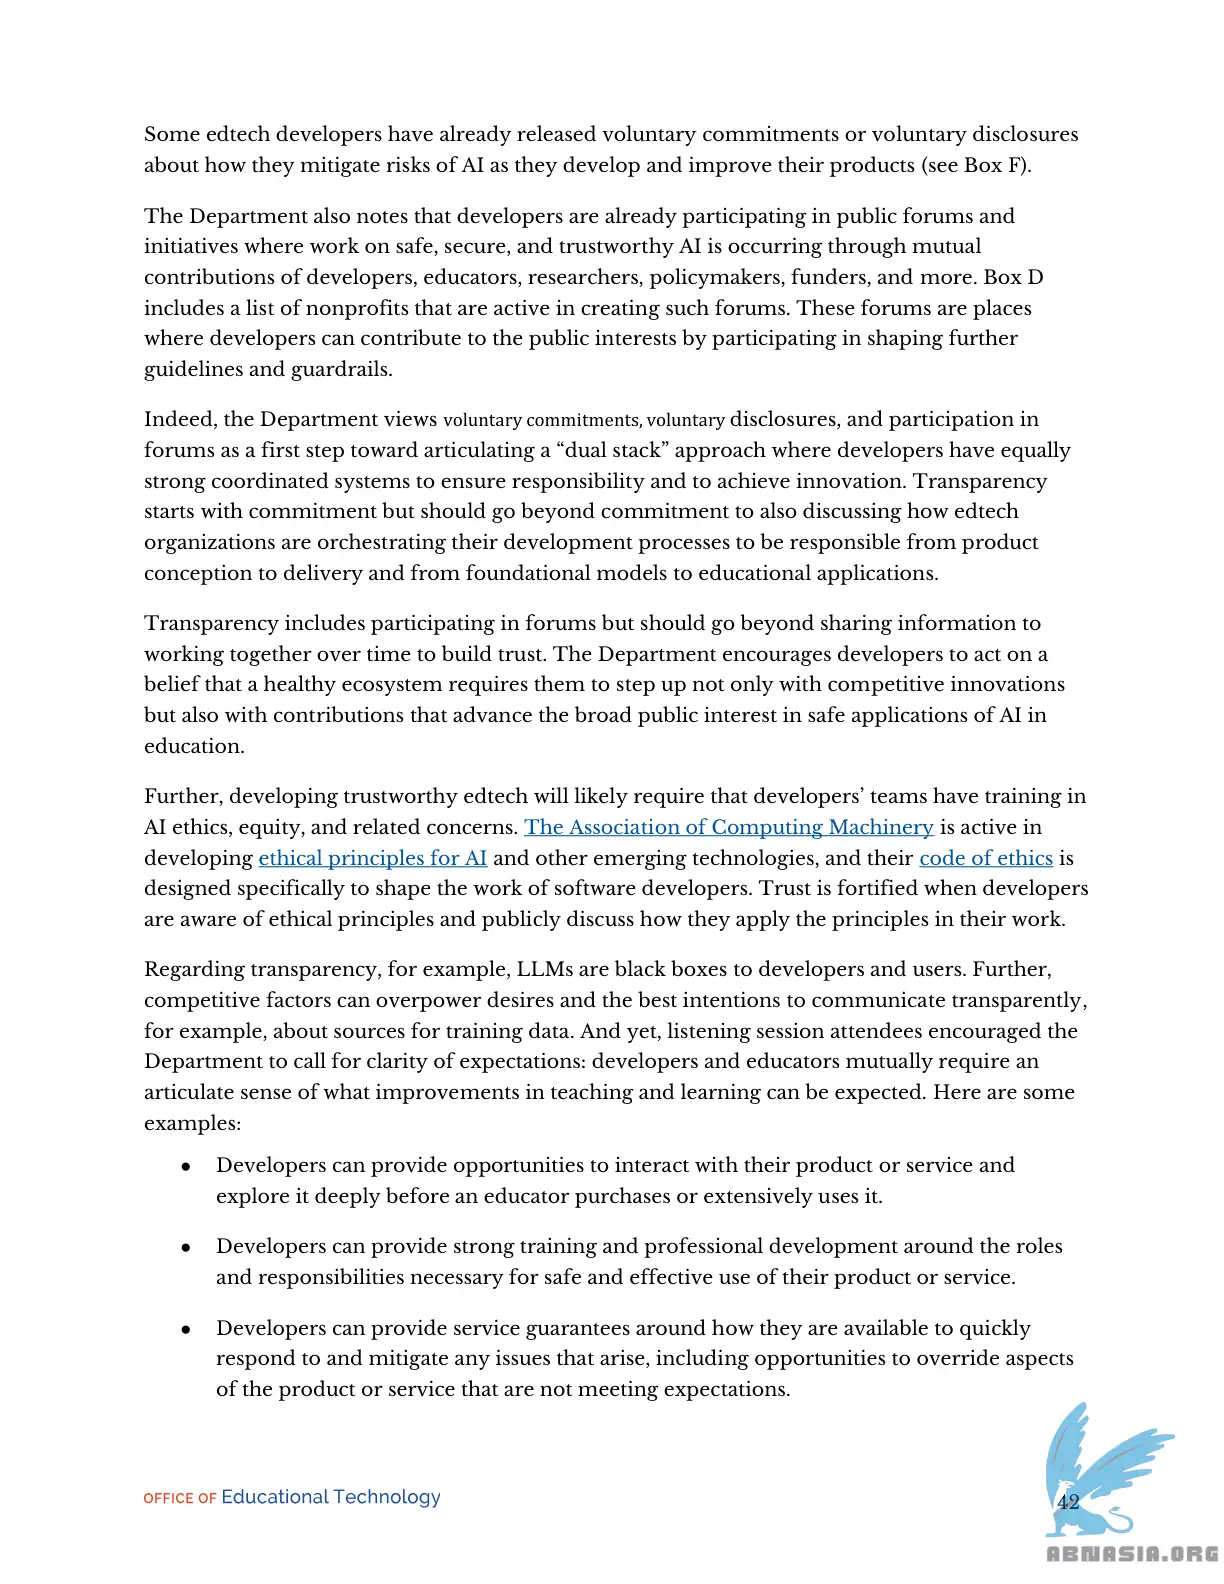 Some edtech developers have already released voluntary commitments or voluntary disclosures
about how they mitigate risks of AI as they develop and improve their products (see Box F).
The Department also notes that developers are already participating in public forums and
initiatives where work on safe, secure, and trustworthy AI is occurring through mutual
contributions of developers, educators, researchers, policymakers, funders, and more. Box D
includes a list of nonprofits that are active in creating such forums. These forums are places
where developers can contribute to the public interests by participating in shaping further
guidelines and guardrails.
Indeed, the Department views voluntary commitments, voluntary disclosures, and participation in
forums as a first step toward articulating a “dual stack” approach where developers have equally
strong coordinated systems to ensure responsibility and to achieve innovation. Transparency
starts with commitment but should go beyond commitment to also discussing how edtech
organizations are orchestrating their development processes to be responsible from product
conception to delivery and from foundational models to educational applications.
Transparency includes participating in forums but should go beyond sharing information to
working together over time to build trust. The Department encourages developers to act on a
belief that a healthy ecosystem requires them to step up not only with competitive innovations
but also with contributions that advance the broad public interest in safe applications of AI in
education.
Further, developing trustworthy edtech will likely require that developers’ teams have training in
AI ethics, equity, and related concerns. The Association of Computing Machinery is active in
developing ethical principles for AI and other emerging technologies, and their code of ethics is
designed specifically to shape the work of software developers. Trust is fortified when developers
are aware of ethical principles and publicly discuss how they apply the principles in their work.
Regarding transparency, for example, LLMs are black boxes to developers and users. Further,
competitive factors can overpower desires and the best intentions to communicate transparently,
for example, about sources for training data. And yet, listening session attendees encouraged the
Department to call for clarity of expectations: developers and educators mutually require an
articulate sense of what improvements in teaching and learning can be expected. Here are some
examples:
● Developers can provide opportunities to interact with their product or service and
explore it deeply before an educator purchases or extensively uses it.
● Developers can provide strong training and professional development around the roles
and responsibilities necessary for safe and effective use of their product or service.
● Developers can provide service guarantees around how they are available to quickly
respond to and mitigate any issues that arise, including opportunities to override aspects
of the product or service that are not meeting expectations.
OFFICE OF Educational Technology
42
ABNASIA.ORG